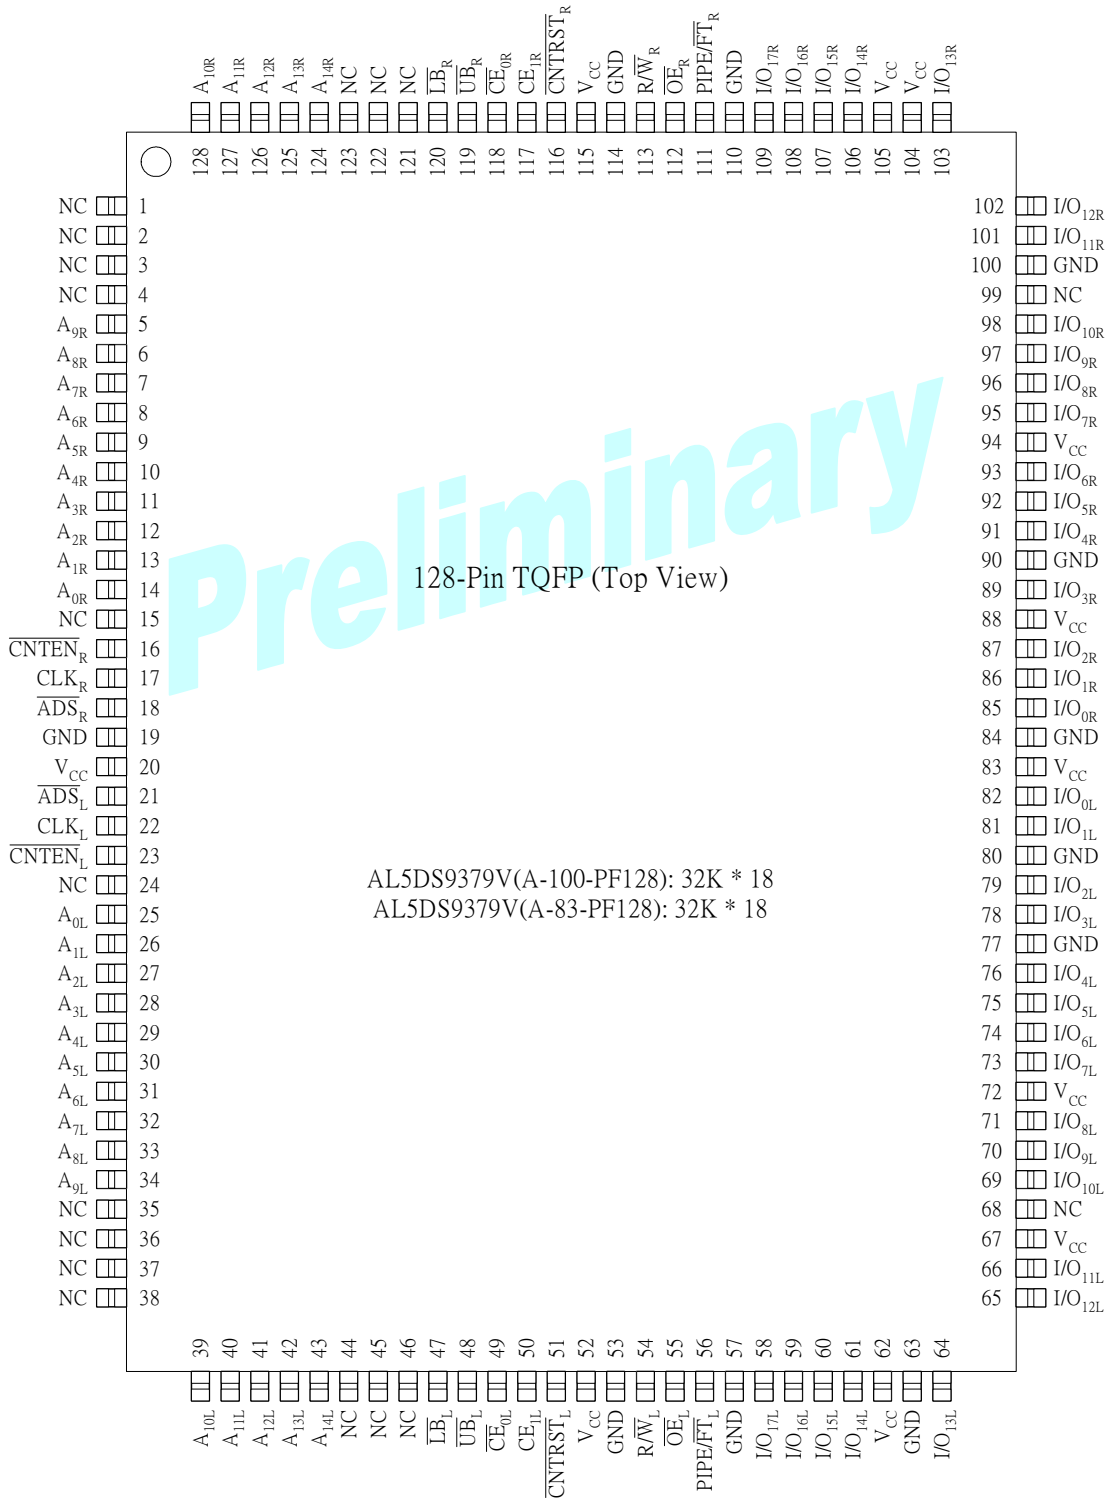 A10R A11R A12R A13R A14R NC NC NC LBR UBR CE0R CE1R CNTRSTR VCC GND R/WR OER PIPE/FTR GND I/O17R I/O16R I/O15R I/O14R VCC VCC I/O13R
128 127 126 125 124 123 122 121 120 119 118 117 116 115 114 113 112 111 110 109 108 107 106 105 104 103
NC 1 102 I/O12R
NC 2 101 I/O11R
NC 3 100 GND
NC 4 99 NC
A9R 5 98 I/O10R
A8R 6 97 I/O9R
A7R 7 96 I/O8R
A6R 8 95 I/O7R
A5R 9 94 VCC
A4R 10 93 I/O6R
A3R 11 92 I/O5R
A2R 12 91 I/O4R
A1R 13 90 GND
Preliminary
128-Pin TQFP (Top View)
A0R 14 89 I/O3R
NC 15 88 VCC
CNTENR 16 87 I/O2R
CLKR 17 86 I/O1R
ADSR 18 85 I/O0R
GND 19 84 GND
VCC 20 83 VCC
ADSL 21 82 I/O0L
CLKL 22 81 I/O1L
CNTENL 23 80 GND
AL5DS9379V(A-100-PF128): 32K * 18
NC 24 79 I/O2L
AL5DS9379V(A-83-PF128): 32K * 18
A0L 25 78 I/O3L
A1L 26 77 GND
A2L 27 76 I/O4L
A3L 28 75 I/O5L
A4L 29 74 I/O6L
A5L 30 73 I/O7L
A6L 31 72 VCC
A7L 32 71 I/O8L
A8L 33 70 I/O9L
A9L 34 69 I/O10L
NC 35 68 NC
NC 36 67 VCC
NC 37 66 I/O11L
NC 38 65 I/O12L
39 40 41 42 43 44 45 46 47 48 49 50 51 52 53 54 55 56 57 58 59 60 61 62 63 64
A10L A11L A12L A13L A14L NC NC NC LBL UBL CE0L CE1L CNTRSTL VCC GND R/WL OEL PIPE/FTL GND I/O17L I/O16L I/O15L I/O14L VCC GND I/O13L